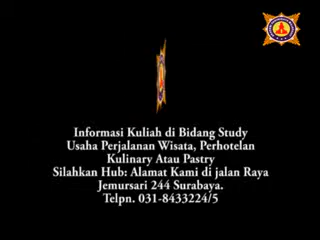 Informasi Kuliah di Bidang Study
Usaha Perjalanan Wisata, Perhotelan
Kulinary Atau Pastry
Silahkan Hub: Alamat Kami di jalan Raya
Jemursari 244 Surabaya.
Telpn. 031-8433224/5